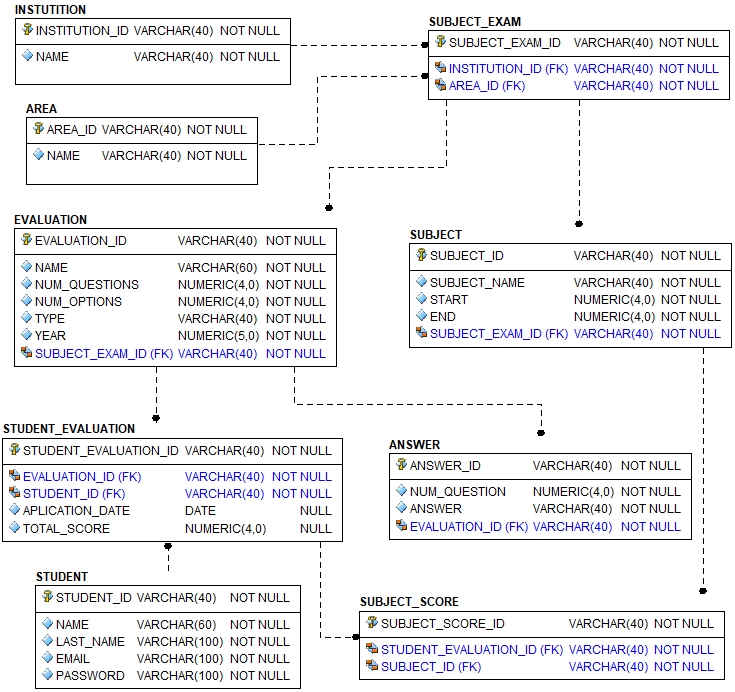 INSTUTITION
INSTITUTION_ID VARCHAR(40) NOT NULL
NAME VARCHAR(40) NOT NULL
SUBJECT_EXAM
SUBJECT_EXAM_ID VARCHAR(40) NOT NULL
INSTITUTION_ID (FK) VARCHAR(40) NOT NULL
AREA_ID (FK) VARCHAR(40) NOT NULL
AREA
AREA_ID VARCHAR(40) NOT NULL
NAME VARCHAR(40) NOT NULL
EVALUATION
EVALUATION_ID VARCHAR(40) NOT NULL
NAME VARCHAR(60) NOT NULL
NUM_QUESTIONS NUMERIC(4,0) NOT NULL
NUM_OPTIONS NUMERIC(4,0) NOT NULL
TYPE VARCHAR(40) NOT NULL
YEAR NUMERIC(5,0) NOT NULL
SUBJECT_EXAM_ID (FK) VARCHAR(40) NOT NULL
SUBJECT
SUBJECT_ID VARCHAR(40) NOT NULL
SUBJECT_NAME VARCHAR(40) NOT NULL
START NUMERIC(4,0) NOT NULL
END NUMERIC(4,0) NOT NULL
SUBJECT_EXAM_ID (FK) VARCHAR(40) NOT NULL
STUDENT_EVALUATION
STUDENT_EVALUATION_ID VARCHAR(40) NOT NULL
EVALUATION_ID (FK) VARCHAR(40) NOT NULL
STUDENT_ID (FK) VARCHAR(40) NOT NULL
APLICATION_DATE DATE NULL
TOTAL_SCORE NUMERIC(4,0) NULL
ANSWER
ANSWER_ID VARCHAR(40) NOT NULL
NUM_QUESTION NUMERIC(4,0) NOT NULL
ANSWER VARCHAR(40) NOT NULL
EVALUATION_ID (FK) VARCHAR(40) NOT NULL
STUDENT
STUDENT_ID VARCHAR(40) NOT NULL
NAME VARCHAR(60) NOT NULL
LAST_NAME VARCHAR(100) NOT NULL
EMAIL VARCHAR(100) NOT NULL
PASSWORD VARCHAR(100) NOT NULL
SUBJECT_SCORE
SUBJECT_SCORE_ID VARCHAR(40) NOT NULL
STUDENT_EVALUATION_ID (FK) VARCHAR(40) NOT NULL
SUBJECT_ID (FK) VARCHAR(40) NOT NULL